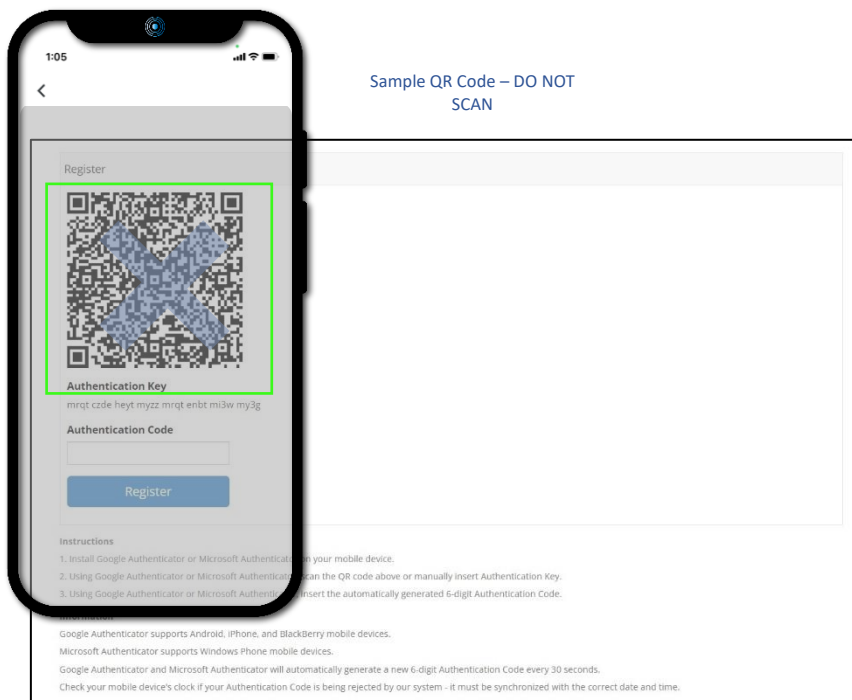 1:05
Sample QR Code – DO NOT
SCAN
Register
Authentication Key
mrqt czde heyt myzz mrqt enbt mi3w my3g
Authentication Code
Register
Instructions
1. Install Google Authenticator or Microsoft Authenticator on your mobile device.
2. Using Google Authenticator or Microsoft Authenticator, scan the QR code above or manually insert Authentication Key.
3. Using Google Authenticator or Microsoft Authenticator, insert the automatically generated 6-digit Authentication Code.
Information
Google Authenticator supports Android, iPhone, and BlackBerry mobile devices.
Microsoft Authenticator supports Windows Phone mobile devices.
Google Authenticator and Microsoft Authenticator will automatically generate a new 6-digit Authentication Code every 30 seconds.
Check your mobile device's clock if your Authentication Code is being rejected by our system - it must be synchronized with the correct date and time.